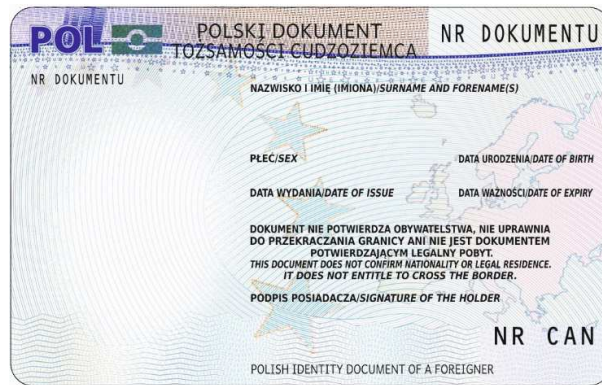 POL
POLSKI DOKUMENT
TOŻSAMOŚCI CUDZOZIEMCA
NR DOKUMENTU
NR DOKUMENTU
NAZWISKO I IMIĘ (IMIONA)/SURNAME AND FORENAME(S)
PŁEĆ/SEX
DATA URODZENIA/DATE OF BIRTH
DATA WYDANIA/DATE OF ISSUE
DATA WAŻNOŚCI/DATE OF EXPIRY
DOKUMENT NIE POTWIERDZA OBYWATELSTWA, NIE UPRAWNIA
DO PRZEKRACZANIA GRANICY ANI NIE JEST DOKUMENTEM
POTWIERDZAJĄCYM LEGALNY POBYT.
THIS DOCUMENT DOES NOT CONFIRM NATIONALITY OR LEGAL RESIDENCE.
IT DOES NOT ENTITLE TO CROSS THE BORDER.
PODPIS POSIADACZA/SIGNATURE OF THE HOLDER
NR CAN
POLISH IDENTITY DOCUMENT OF A FOREIGNER